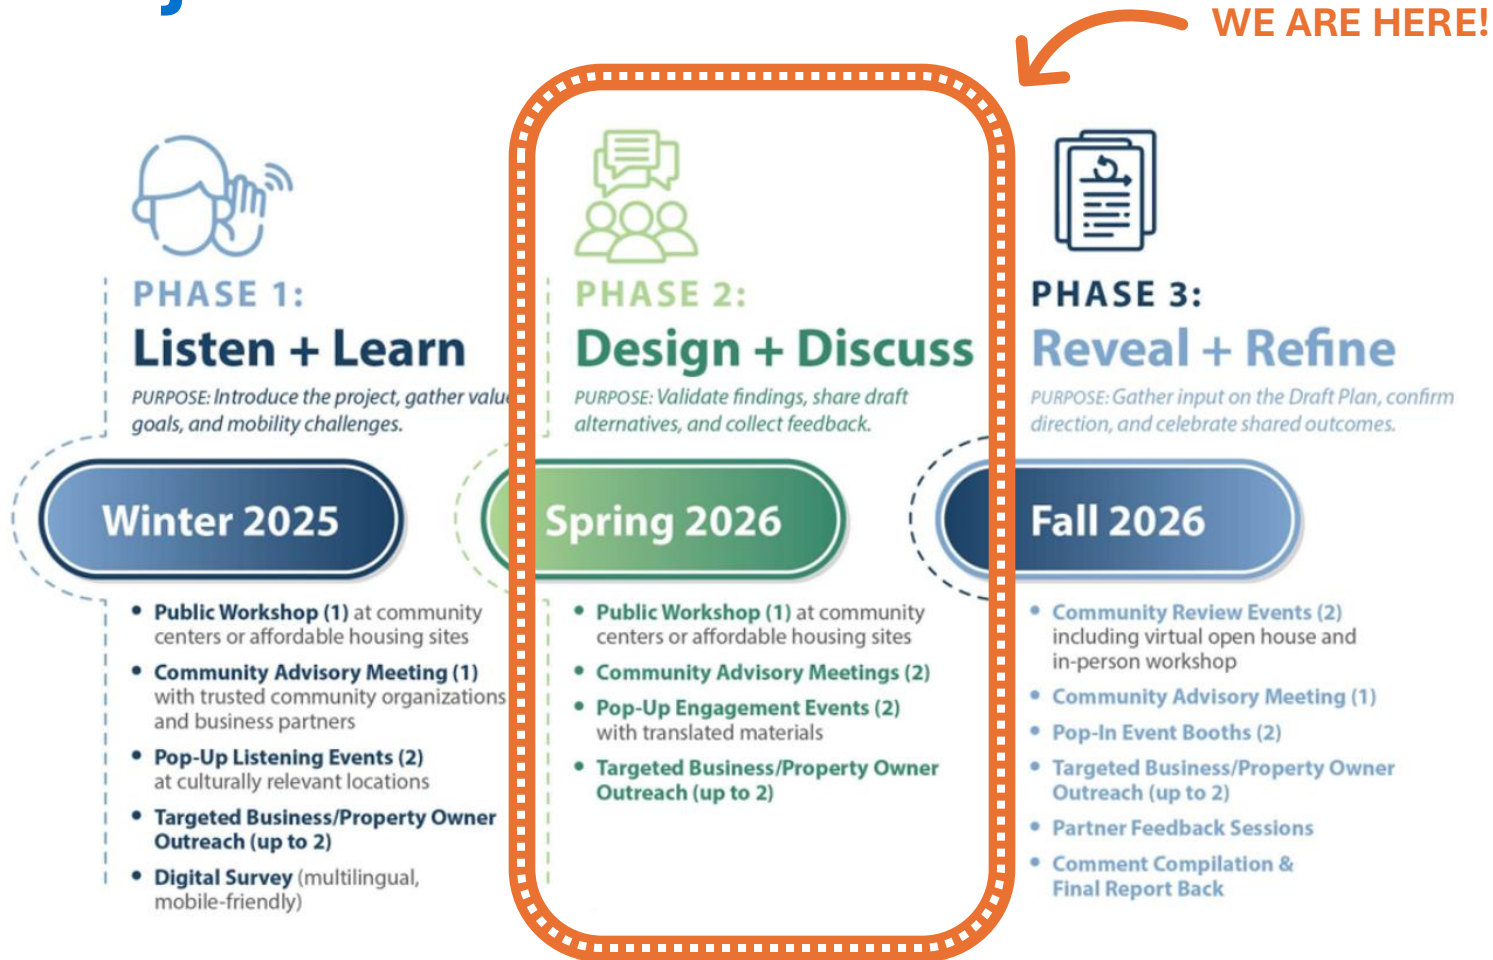 WE ARE HERE!
PHASE 1:
Listen + Learn
PURPOSE: Introduce the project, gather
goals, and mobility challenges.
Winter 2025
• Public Workshop (1) at community
centers or affordable housing sites
• Community Advisory Meeting (1)
with trusted community organizations
and business partners
• Pop-Up Listening Events (2)
at culturally relevant locations
• Targeted Business/Property Owner
Outreach (up to 2)
• Digital Survey (multilingual,
mobile-friendly)
PHASE 2:
Design + Discuss
PURPOSE: Validate findings, share draft
alternatives, and collect feedback.
Spring 2026
• Public Workshop (1) at community
centers or affordable housing sites
• Community Advisory Meetings (2)
• Pop-Up Engagement Events (2)
with translated materials
• Targeted Business/Property Owner
Outreach (up to 2)
PHASE 3:
Reveal + Refine
PURPOSE: Gather input on the Draft Plan, confirm
direction, and celebrate shared outcomes.
Fall 2026
• Community Review Events (2)
including virtual open house and
in-person workshop
• Community Advisory Meeting (1)
• Pop-In Event Booths (2)
• Targeted Business/Property Owner
Outreach (up to 2)
• Partner Feedback Sessions
• Comment Compilation &
Final Report Back